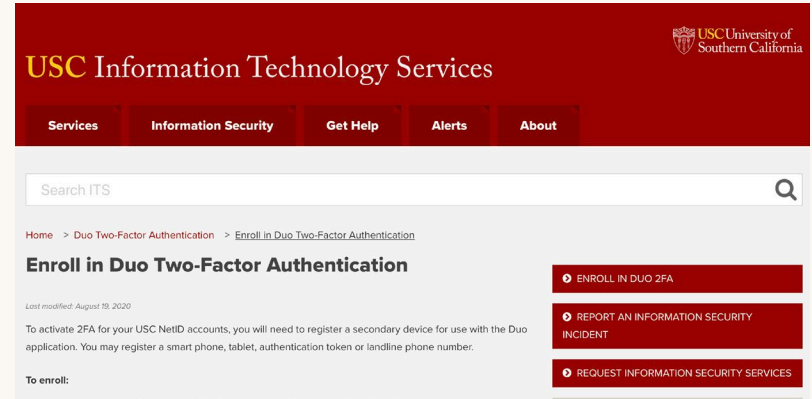 USC University of
Southern California
USC Information Technology Services
Services Information Security Get Help Alerts About
Search ITS
Home > Duo Two-Factor Authentication > Enroll in Duo Two-Factor Authentication
Enroll in Duo Two-Factor Authentication
Last modified: August 19, 2020
To activate 2FA for your USC NetID accounts, you will need to register a secondary device for use with the Duo
application. You may register a smart phone, tablet, authentication token or landline phone number.
To enroll:
ENROLL IN DUO 2FA
REPORT AN INFORMATION SECURITY
INCIDENT
REQUEST INFORMATION SECURITY SERVICES